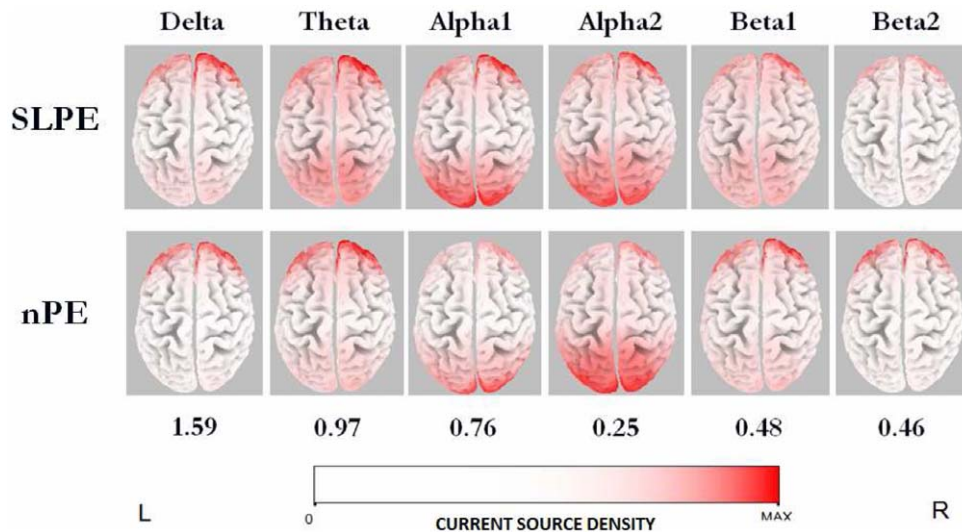 Delta Theta Alpha1 Alpha2 Beta1 Beta2
SLPE
nPE
1.59 0.97 0.76 0.25 0.48 0.46
L 0 CURRENT SOURCE DENSITY MAX R